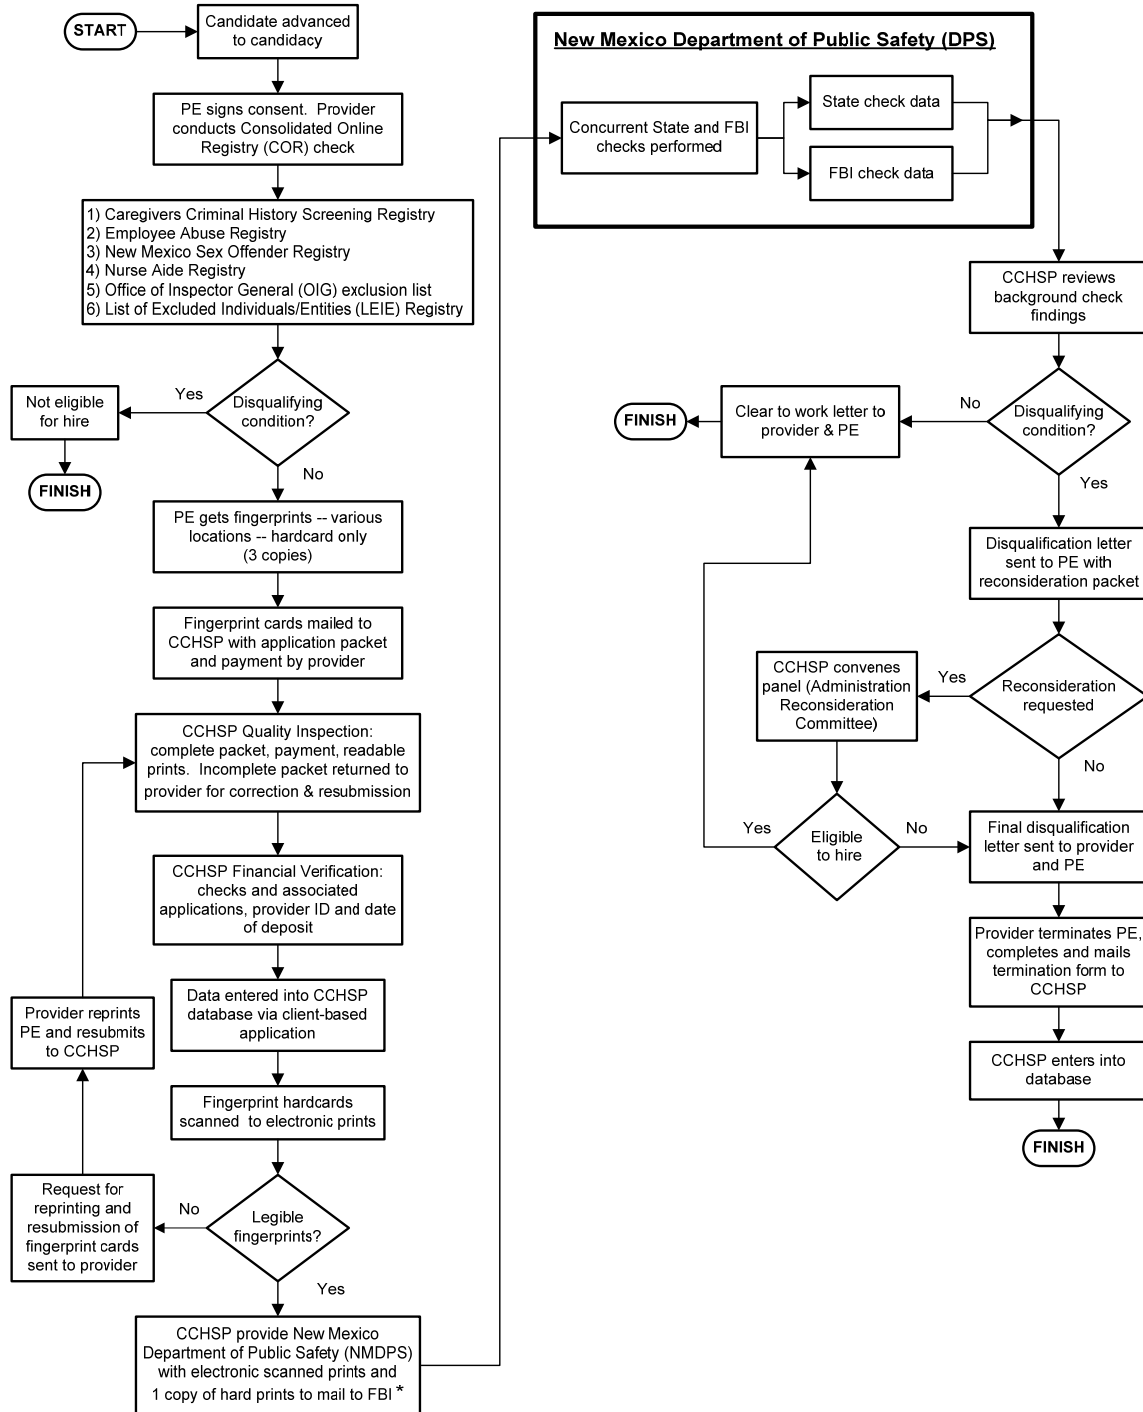 START
Candidate advanced
to candidacy
PE signs consent. Provider
conducts Consolidated Online
Registry (COR) check
1) Caregivers Criminal History Screening Registry
2) Employee Abuse Registry
3) New Mexico Sex Offender Registry
4) Nurse Aide Registry
5) Office of Inspector General (OIG) exclusion list
6) List of Excluded Individuals/Entities (LEIE) Registry
Disqualifying
condition?
Yes
Not eligible
for hire
FINISH
No
PE gets fingerprints -- various
locations -- hardcard only
(3 copies)
Fingerprint cards mailed to
CCHSP with application packet
and payment by provider
CCHSP Quality Inspection:
complete packet, payment, readable
prints. Incomplete packet returned to
provider for correction & resubmission
CCHSP Financial Verification:
checks and associated
applications, provider ID and date
of deposit
Data entered into CCHSP
database via client-based
application
Fingerprint hardcards
scanned to electronic prints
Legible
fingerprints?
No
Request for
reprinting and
resubmission of
fingerprint cards
sent to provider
Provider reprints
PE and resubmits
to CCHSP
Yes
CCHSP provide New Mexico
Department of Public Safety (NMDPS)
with electronic scanned prints and
1 copy of hard prints to mail to FBI *
New Mexico Department of Public Safety (DPS)
Concurrent State and FBI
checks performed
State check data
FBI check data
CCHSP reviews
background check
findings
Disqualifying
condition?
No
Clear to work letter to
provider & PE
FINISH
Yes
Disqualification letter
sent to PE with
reconsideration packet
Reconsideration
requested
Yes
CCHSP convenes
panel (Administration
Reconsideration
Committee)
Eligible
to hire
Yes
No
No
Final disqualification
letter sent to provider
and PE
Provider terminates PE,
completes and mails
termination form to
CCHSP
CCHSP enters into
database
FINISH